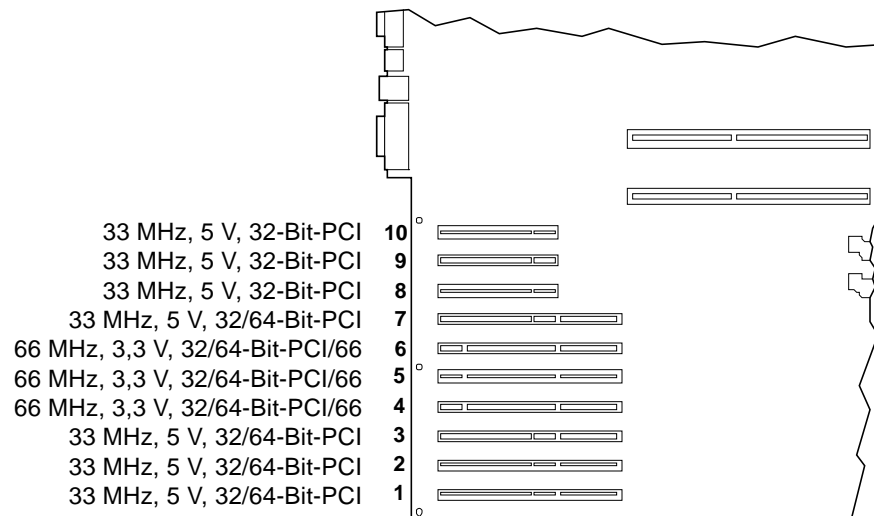 33 MHz, 5 V, 32-Bit-PCI 10
33 MHz, 5 V, 32-Bit-PCI 9
33 MHz, 5 V, 32-Bit-PCI 8
33 MHz, 5 V, 32/64-Bit-PCI 7
66 MHz, 3,3 V, 32/64-Bit-PCI/66 6
66 MHz, 3,3 V, 32/64-Bit-PCI/66 5
66 MHz, 3,3 V, 32/64-Bit-PCI/66 4
33 MHz, 5 V, 32/64-Bit-PCI 3
33 MHz, 5 V, 32/64-Bit-PCI 2
33 MHz, 5 V, 32/64-Bit-PCI 1